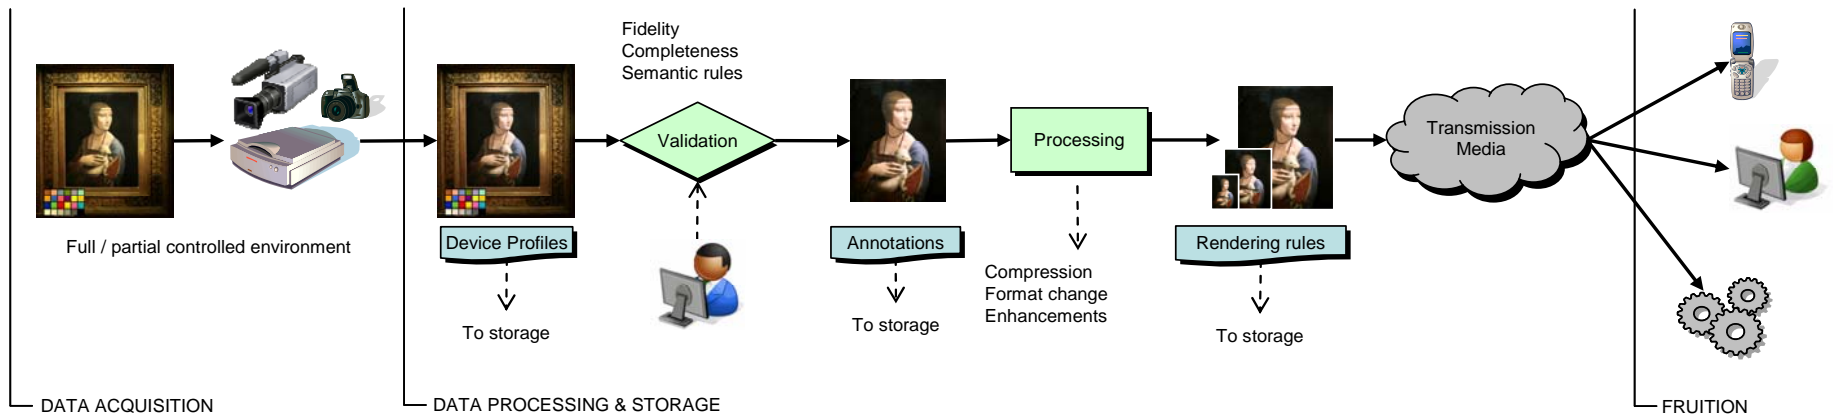 Fidelity
Completeness
Semantic rules
Validation
Processing
Transmission
Media
Full / partial controlled environment
Device Profiles
Annotations
Rendering rules
To storage
To storage
Compression
Format change
Enhancements
To storage
DATA ACQUISITION
DATA PROCESSING & STORAGE
FRUITION